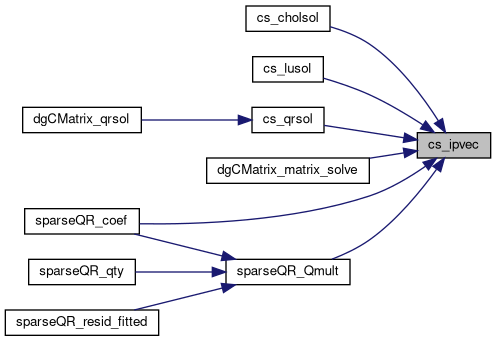 cs_cholsol
cs_lusol
dgCMatrix_qrsol
cs_qrsol
cs_ipvec
dgCMatrix_matrix_solve
sparseQR_coef
sparseQR_qty
sparseQR_Qmult
sparseQR_resid_fitted